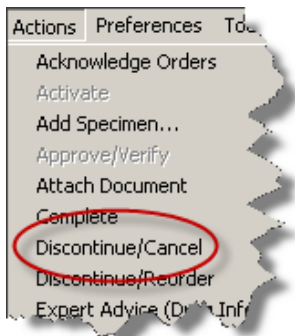 Actions Preferences
Acknowledge Orders
Activate
Add Specimen...
Approve/Verify
Attach Document
Complete
Discontinue/Cancel
Discontinue/Reorder
Expert Advice